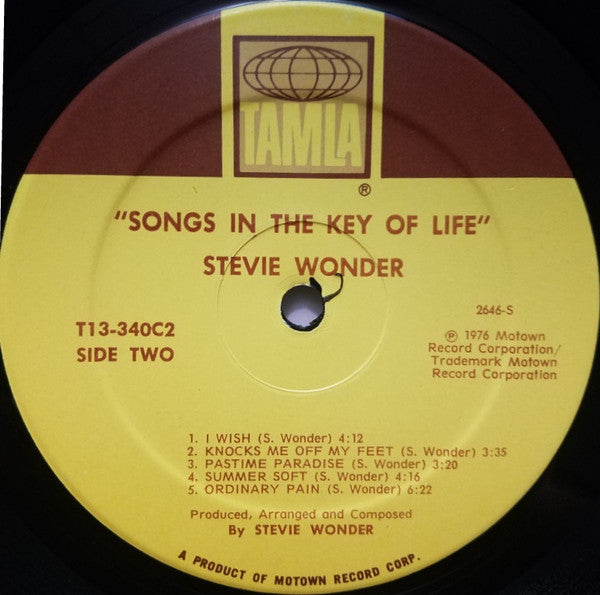 TAMLA
®
"SONGS IN THE KEY OF LIFE"
STEVIE WONDER
T13-340C2
SIDE TWO
2646-S
℗ 1976 Motown
Record Corporation/
Trademark Motown
Record Corporation
1. I WISH (S. Wonder) 4:12
2. KNOCKS ME OFF MY FEET (S. Wonder) 3:35
3. PASTIME PARADISE (S. Wonder) 3:20
4. SUMMER SOFT (S. Wonder) 4:16
5. ORDINARY PAIN (S. Wonder) 6:22
Produced, Arranged and Composed
By STEVIE WONDER
A PRODUCT OF MOTOWN RECORD CORP.